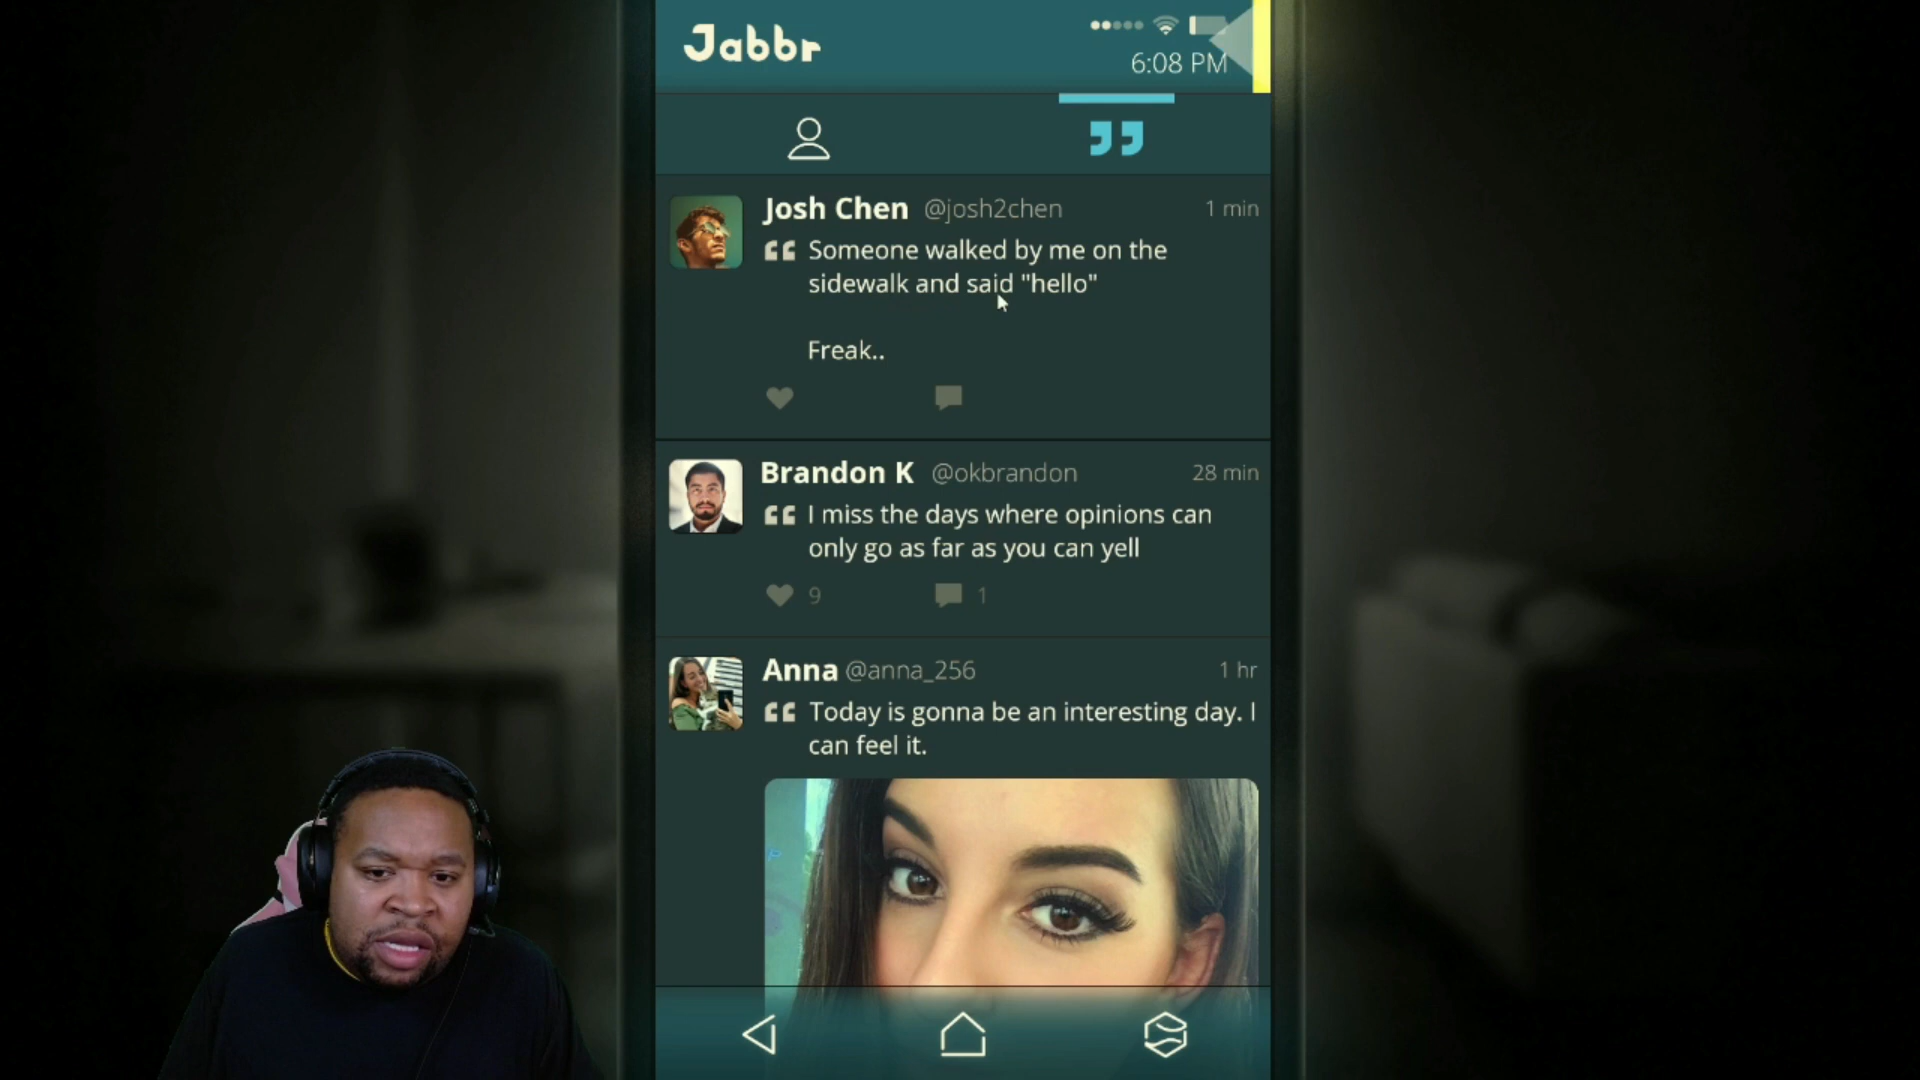 Jabbr
6:08 PM
Josh Chen @josh2chen 1 min
Someone walked by me on the
sidewalk and said "hello"
Freak..
Brandon K @okbrandon 28 min
I miss the days where opinions can
only go as far as you can yell
9 1
Anna @anna_256 1 hr
Today is gonna be an interesting day. I
can feel it.